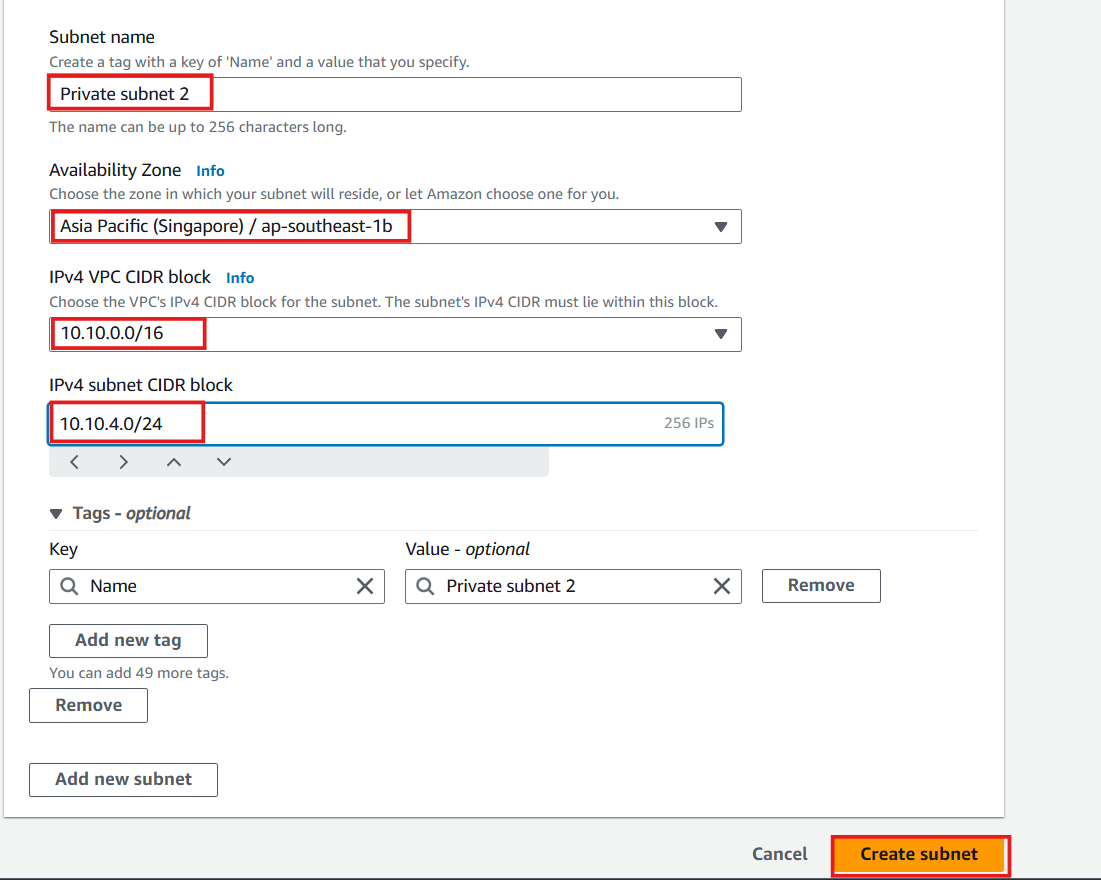 Subnet name
Create a tag with a key of 'Name' and a value that you specify.
Private subnet 2
The name can be up to 256 characters long.
Availability Zone Info
Choose the zone in which your subnet will reside, or let Amazon choose one for you.
Asia Pacific (Singapore) / ap-southeast-1b
IPv4 VPC CIDR block Info
Choose the VPC's IPv4 CIDR block for the subnet. The subnet's IPv4 CIDR must lie within this block.
10.10.0.0/16
IPv4 subnet CIDR block
10.10.4.0/24 256 IPs
Tags - optional
Key Value - optional
Name Private subnet 2 Remove
Add new tag
You can add 49 more tags.
Remove
Add new subnet
Cancel Create subnet